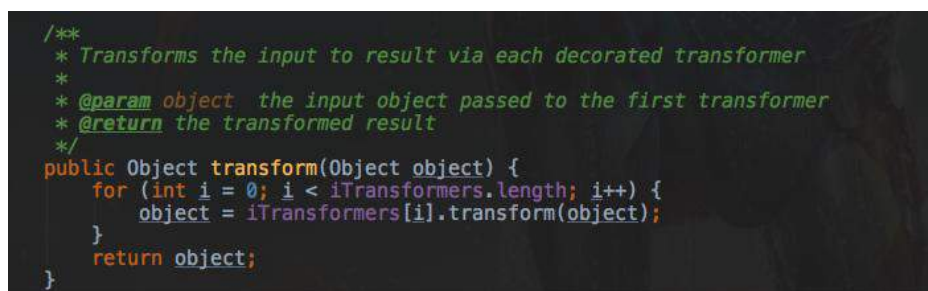 /**
 * Transforms the input to result via each decorated transformer
 *
 * @param object  the input object passed to the first transformer
 * @return the transformed result
 */
public Object transform(Object object) {
    for (int i = 0; i < iTransformers.length; i++) {
        object = iTransformers[i].transform(object);
    }
    return object;
}